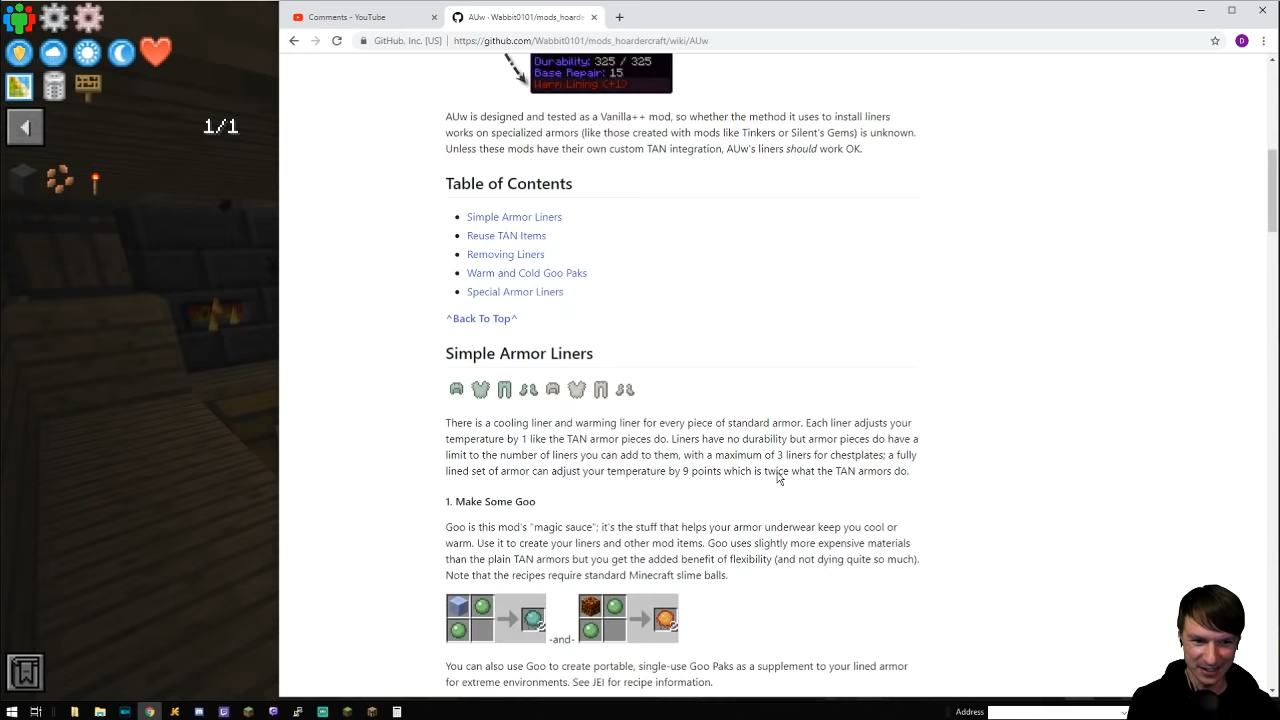 Comments - YouTube
AUw · Wabbit0101/mods_hoarde
GitHub, Inc. [US]
https://github.com/Wabbit0101/mods_hoardercraft/wiki/AUw
D
1/1
Durability: 325 / 325
Base Repair: 15
Warm Lining (+1)
AUw is designed and tested as a Vanilla++ mod, so whether the method it uses to install liners
works on specialized armors (like those created with mods like Tinkers or Silent's Gems) is unknown.
Unless these mods have their own custom TAN integration, AUw's liners should work OK.
Table of Contents
Simple Armor Liners
Reuse TAN Items
Removing Liners
Warm and Cold Goo Paks
Special Armor Liners
^Back To Top^
Simple Armor Liners
There is a cooling liner and warming liner for every piece of standard armor. Each liner adjusts your
temperature by 1 like the TAN armor pieces do. Liners have no durability but armor pieces do have a
limit to the number of liners you can add to them, with a maximum of 3 liners for chestplates; a fully
lined set of armor can adjust your temperature by 9 points which is twice what the TAN armors do.
1. Make Some Goo
Goo is this mod's "magic sauce"; it's the stuff that helps your armor underwear keep you cool or
warm. Use it to create your liners and other mod items. Goo uses slightly more expensive materials
than the plain TAN armors but you get the added benefit of flexibility (and not dying quite so much).
Note that the recipes require standard Minecraft slime balls.
-and-
You can also use Goo to create portable, single-use Goo Paks as a supplement to your lined armor
for extreme environments. See JEI for recipe information.
Address